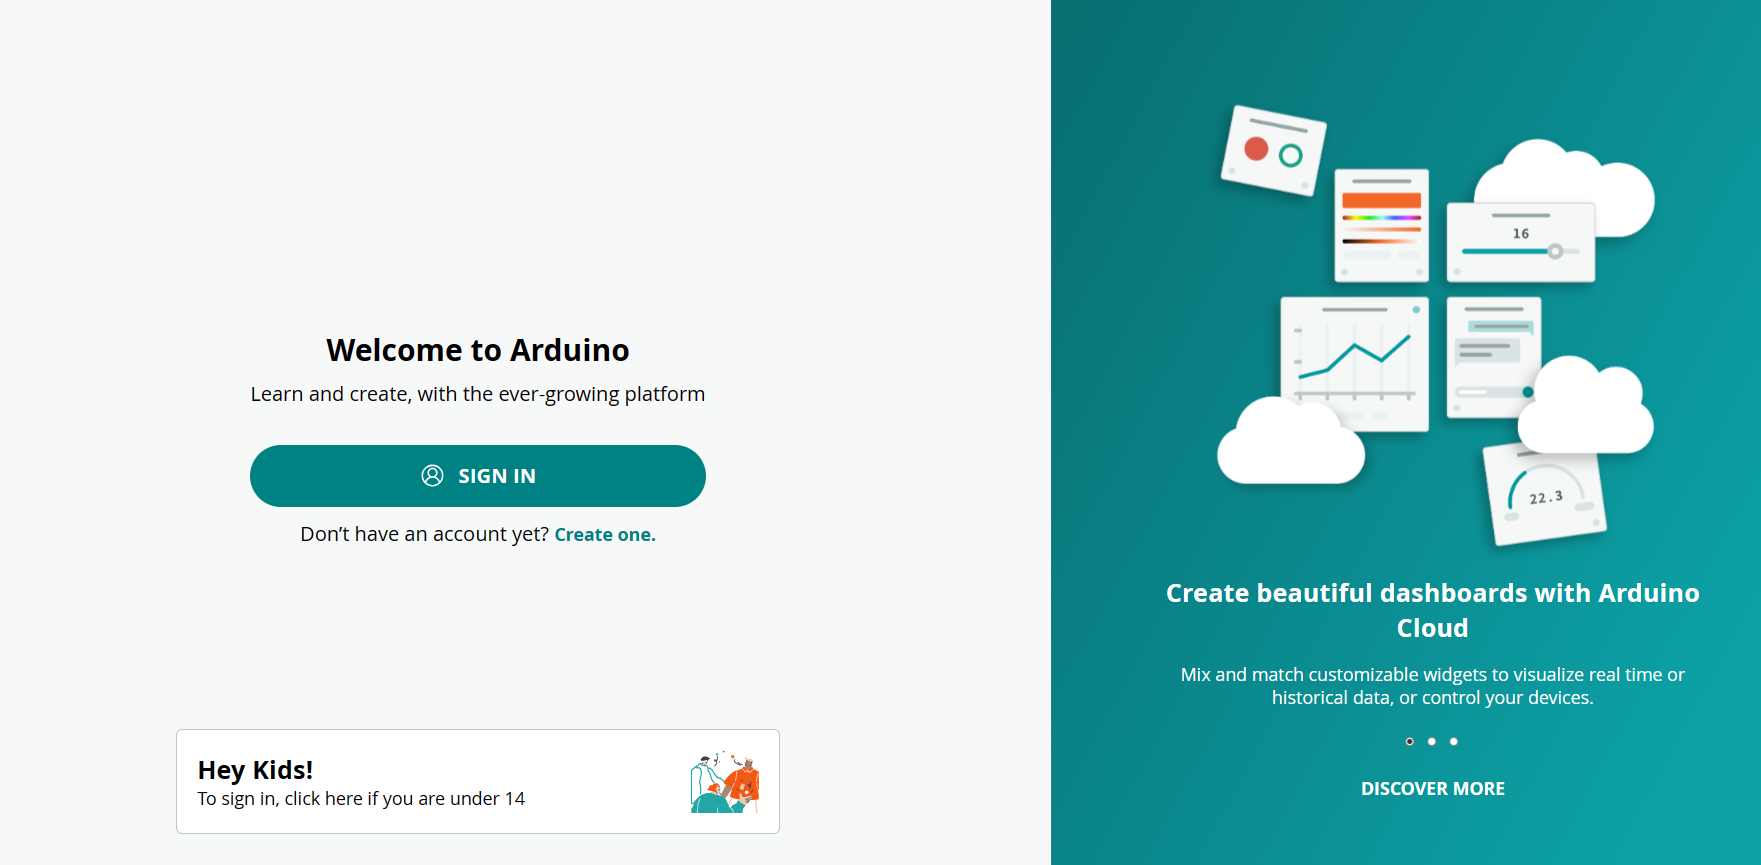 Welcome to Arduino
Learn and create, with the ever-growing platform
SIGN IN
Don’t have an account yet? Create one.
Hey Kids!
To sign in, click here if you are under 14
16
22.3
Create beautiful dashboards with Arduino
Cloud
Mix and match customizable widgets to visualize real time or
historical data, or control your devices.
DISCOVER MORE